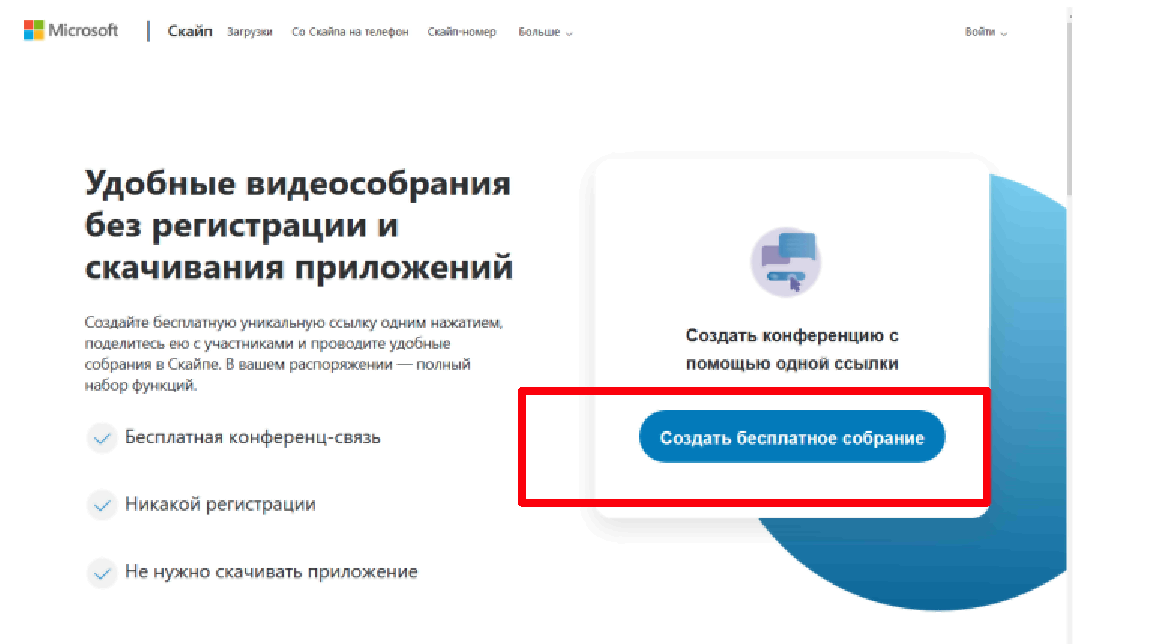 Microsoft Скайп Загрузки Со Скайпа на телефон Скайп-номер Больше Войти
Удобные видеособрания
без регистрации и
скачивания приложений
Создайте бесплатную уникальную ссылку одним нажатием,
поделитесь ею с участниками и проводите удобные
собрания в Скайпе. В вашем распоряжении — полный
набор функций.
Бесплатная конференц-связь
Никакой регистрации
Не нужно скачивать приложение
Создать конференцию с
помощью одной ссылки
Создать бесплатное собрание